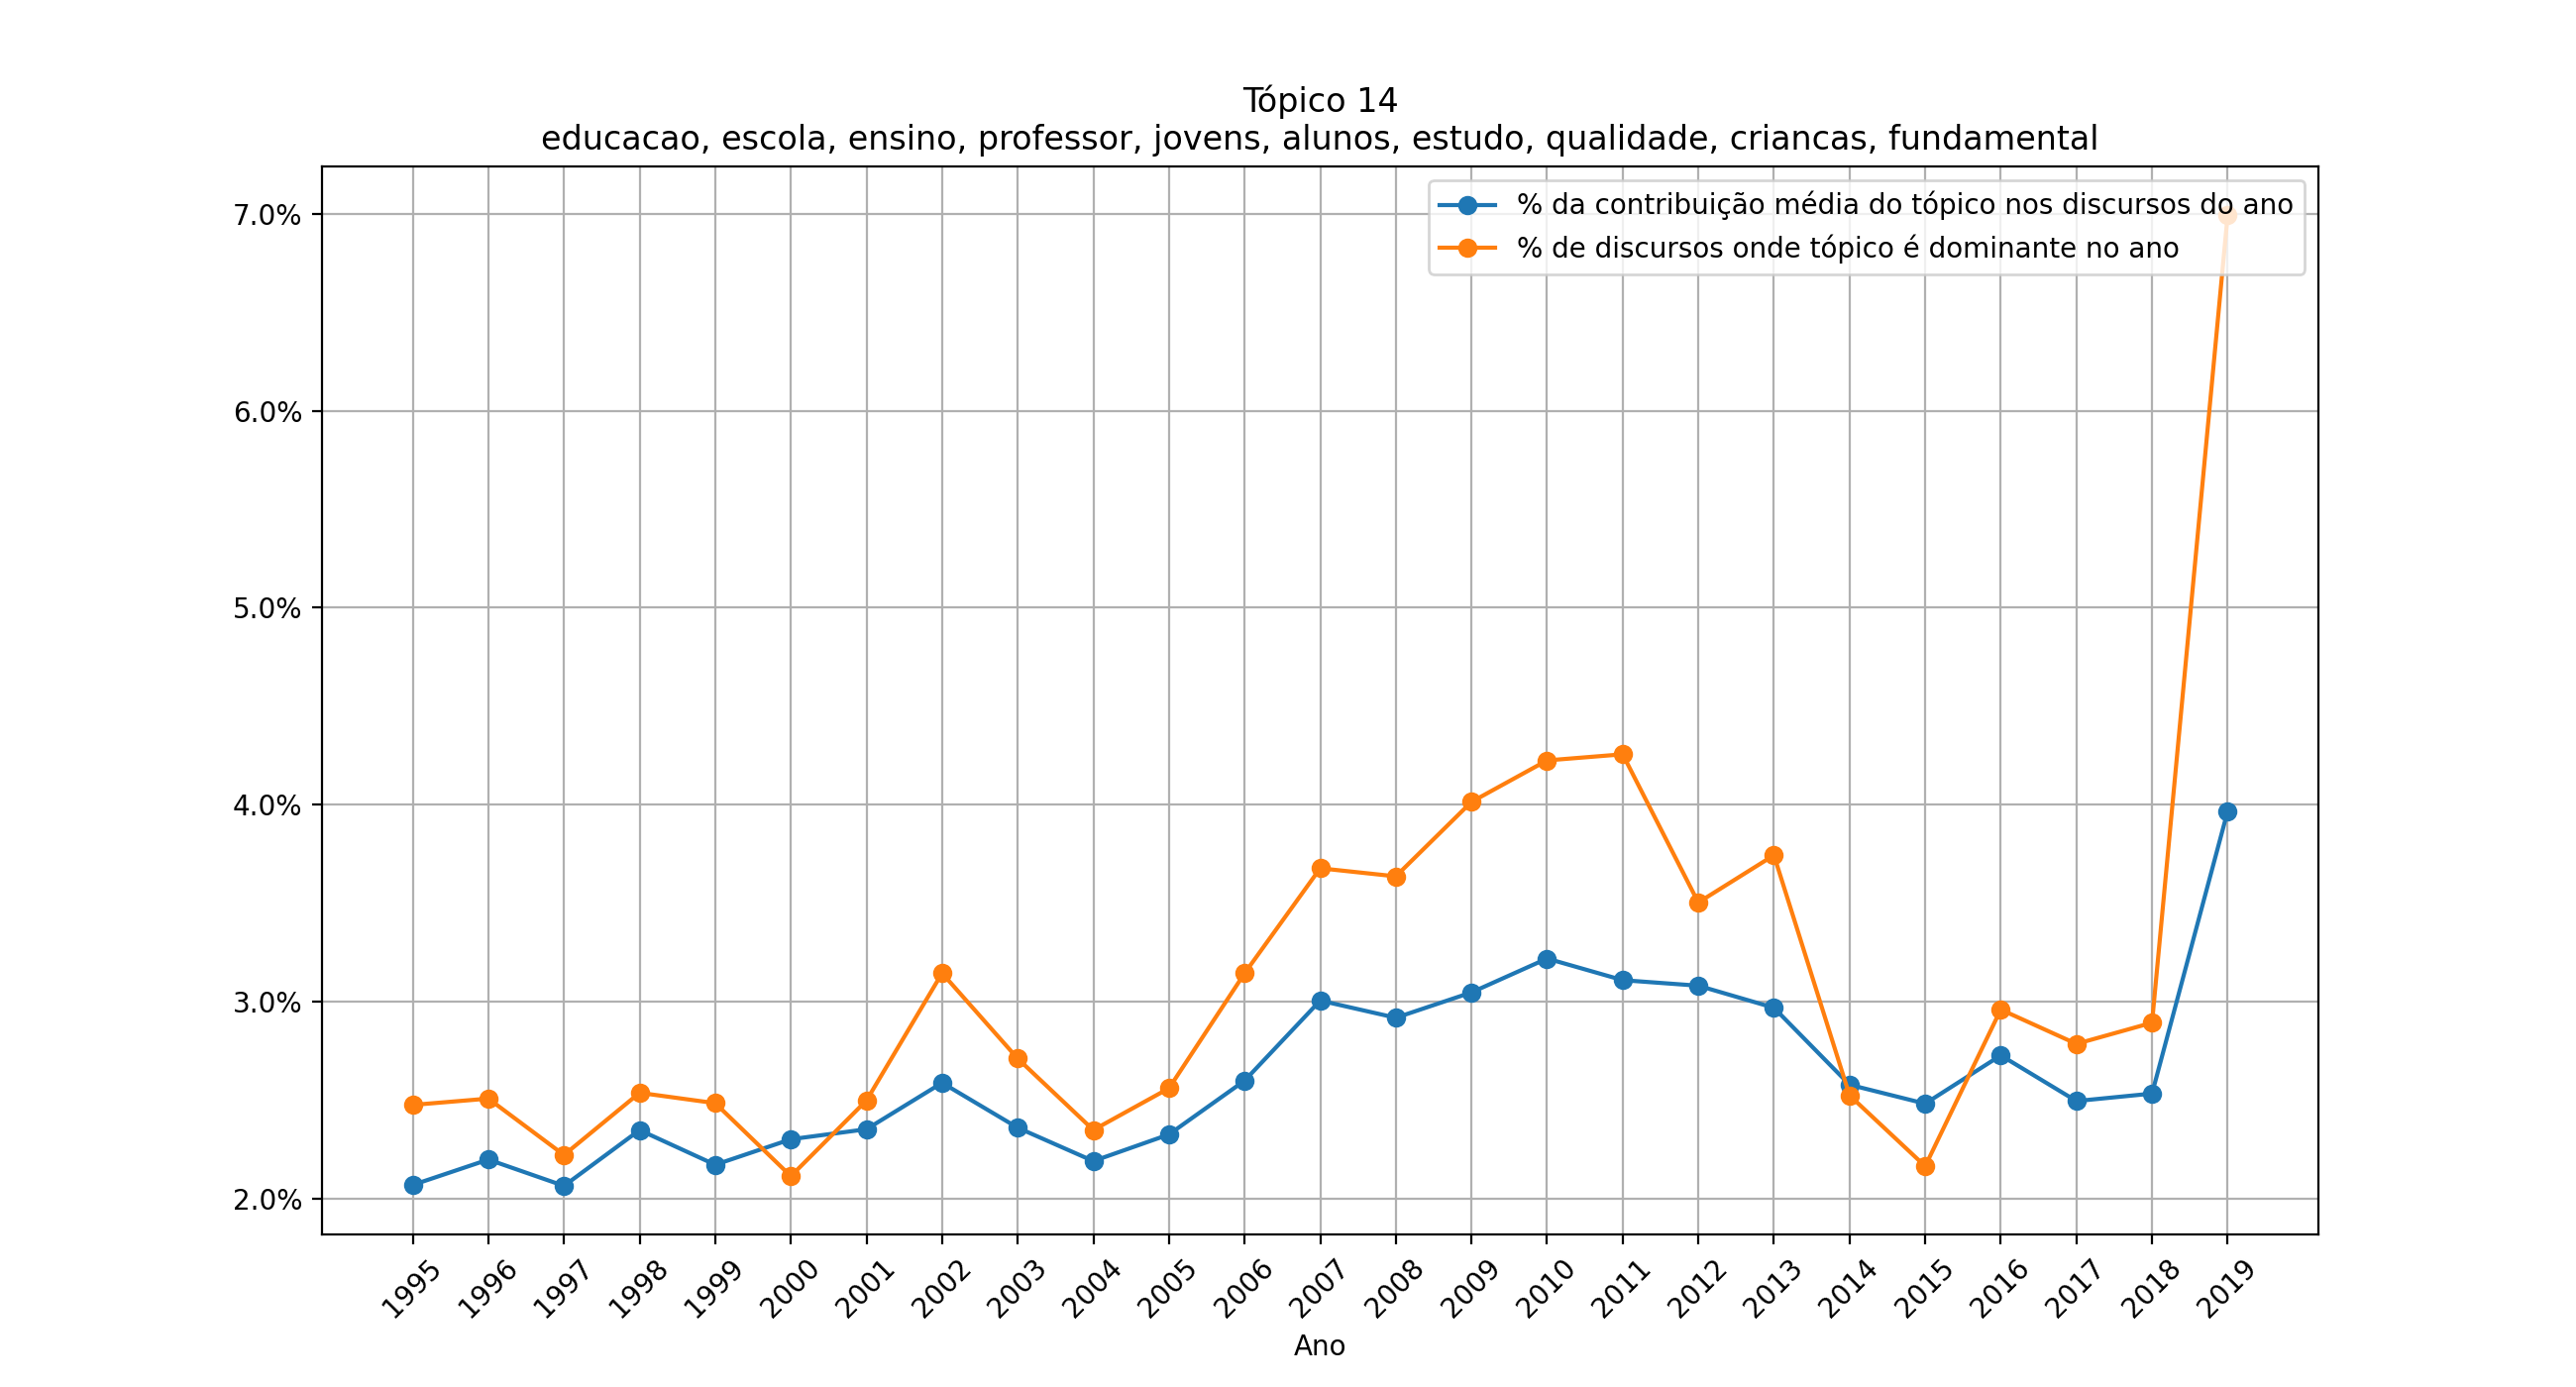 Tópico 14
educacao, escola, ensino, professor, jovens, alunos, estudo, qualidade, criancas, fundamental
% da contribuição média do tópico nos discursos do ano
% de discursos onde tópico é dominante no ano
7.0%
6.0%
5.0%
4.0%
3.0%
2.0%
1995 1996 1997 1998 1999 2000 2001 2002 2003 2004 2005 2006 2007 2008 2009 2010 2011 2012 2013 2014 2015 2016 2017 2018 2019
Ano